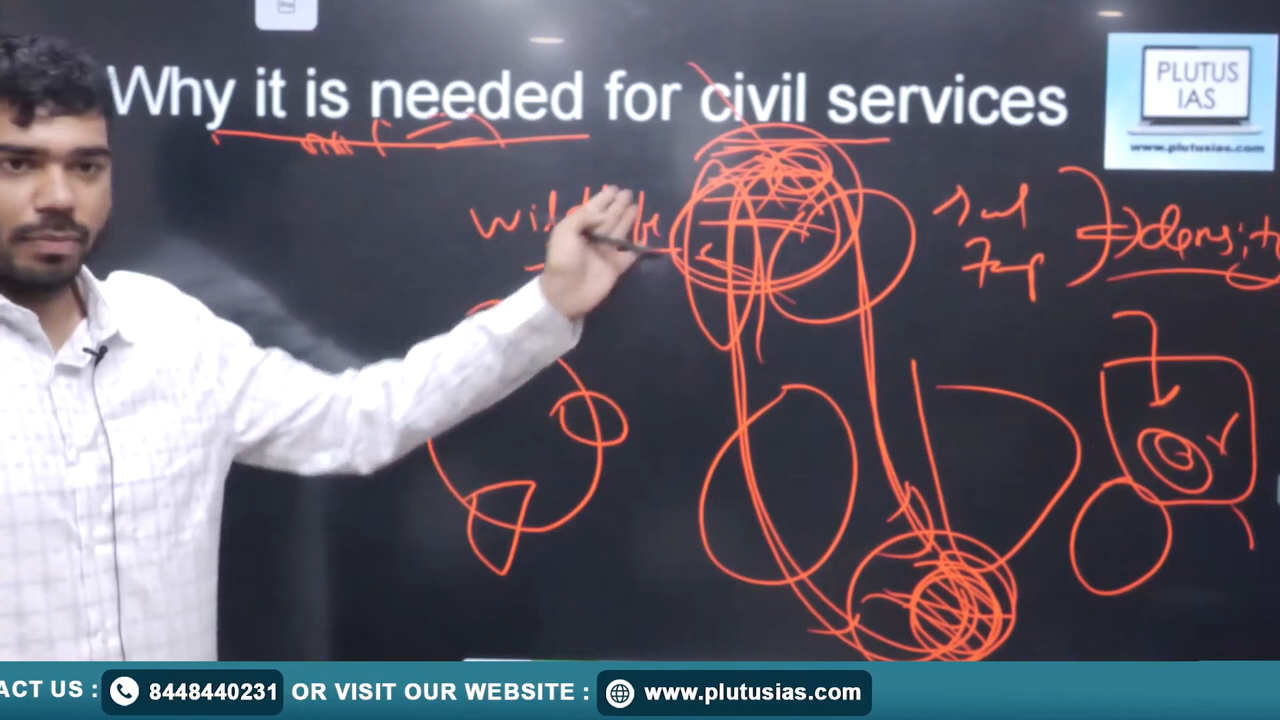 Why it is needed for civil services
PLUTUS
IAS
www.plutusias.com
ACT US : 8448440231 OR VISIT OUR WEBSITE : www.plutusias.com